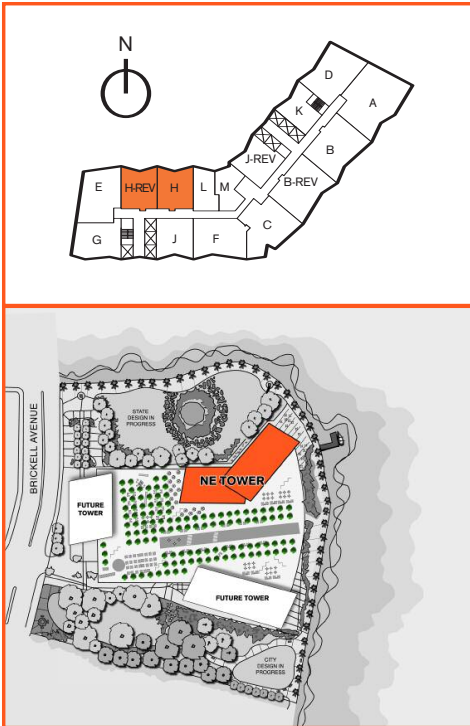 N
D
A
K
B
J-REV
B-REV
E
H-REV
H
L
M
G
J
F
C
BRICKELL AVENUE
STATE
DESIGN IN
PROGRESS
NE TOWER
FUTURE
TOWER
FUTURE TOWER
CITY
DESIGN IN
PROGRESS